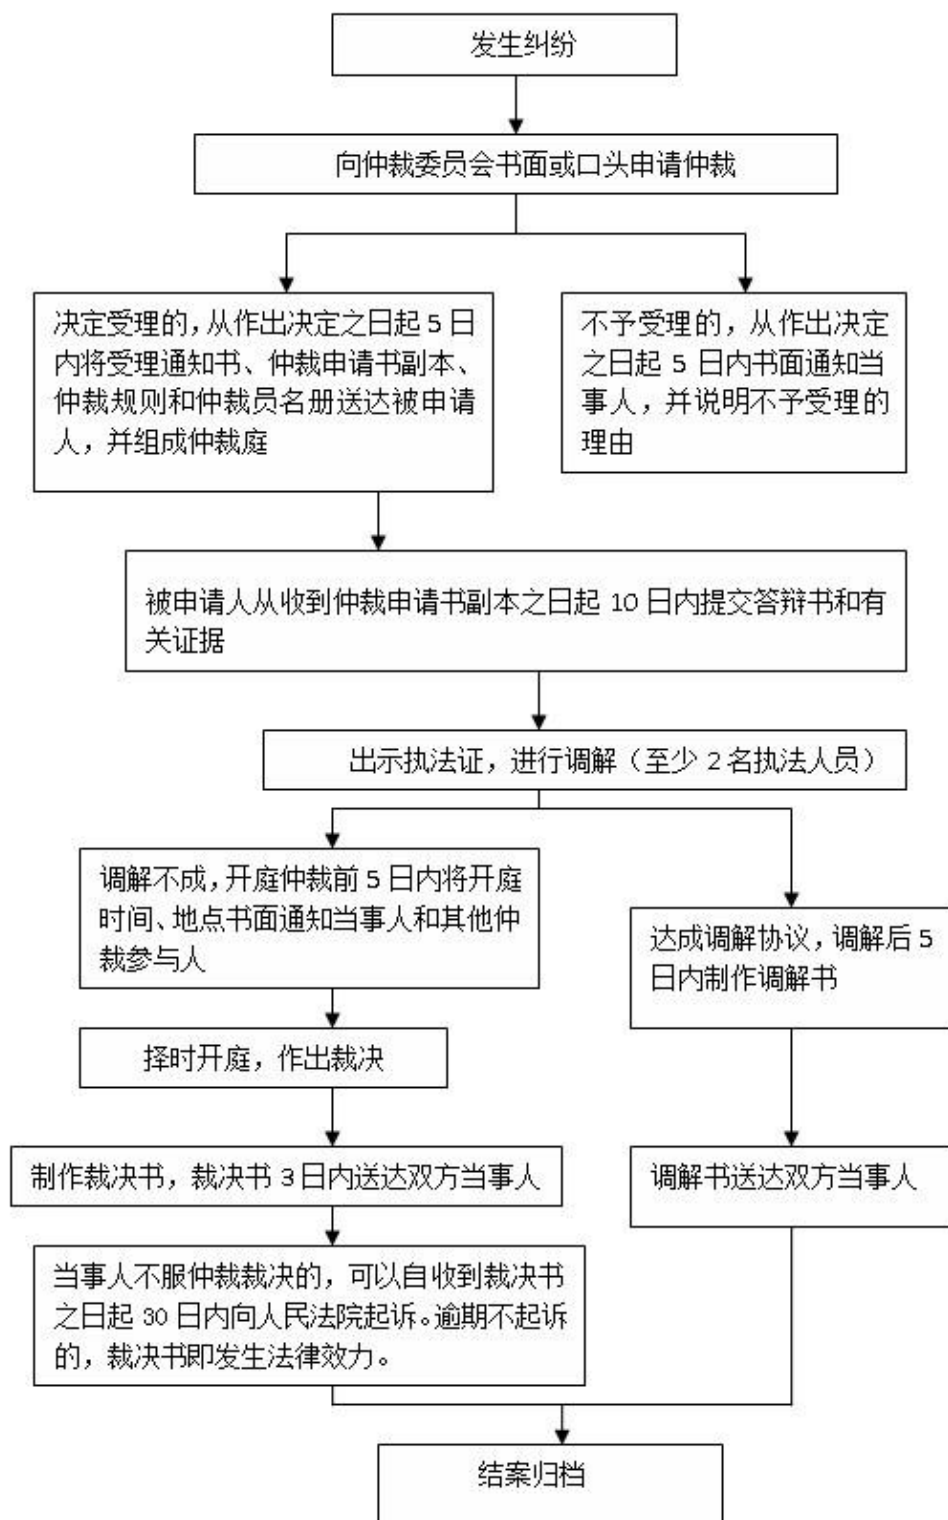 发生纠纷
向仲裁委员会书面或口头申请仲裁
决定受理的，从作出决定之日起 5 日
内将受理通知书、仲裁申请书副本、
仲裁规则和仲裁员名册送达被申请
人，并组成仲裁庭
不予受理的，从作出决定
之日起 5 日内书面通知当
事人，并说明不予受理的
理由
被申请人从收到仲裁申请书副本之日起 10 日内提交答辩书和有
关证据
出示执法证，进行调解（至少 2 名执法人员）
调解不成，开庭仲裁前 5 日内将开庭
时间、地点书面通知当事人和其他仲
裁参与人
达成调解协议，调解后 5
日内制作调解书
择时开庭，作出裁决
制作裁决书，裁决书 3 日内送达双方当事人
调解书送达双方当事人
当事人不服仲裁裁决的，可以自收到裁决书
之日起 30 日内向人民法院起诉。逾期不起诉
的，裁决书即发生法律效力。
结案归档